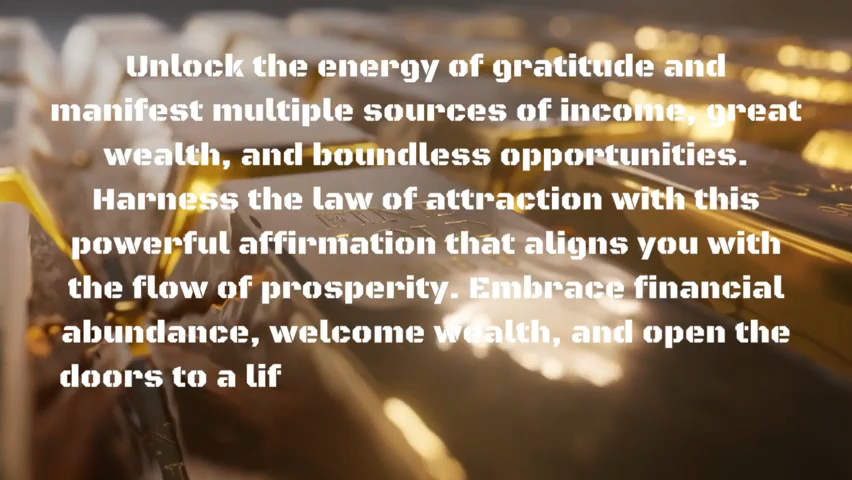 Unlock the energy of gratitude and
manifest multiple sources of income, great
wealth, and boundless opportunities.
Harness the law of attraction with this
powerful affirmation that aligns you with
the flow of prosperity. Embrace financial
abundance, welcome wealth, and open the
doors to a lif